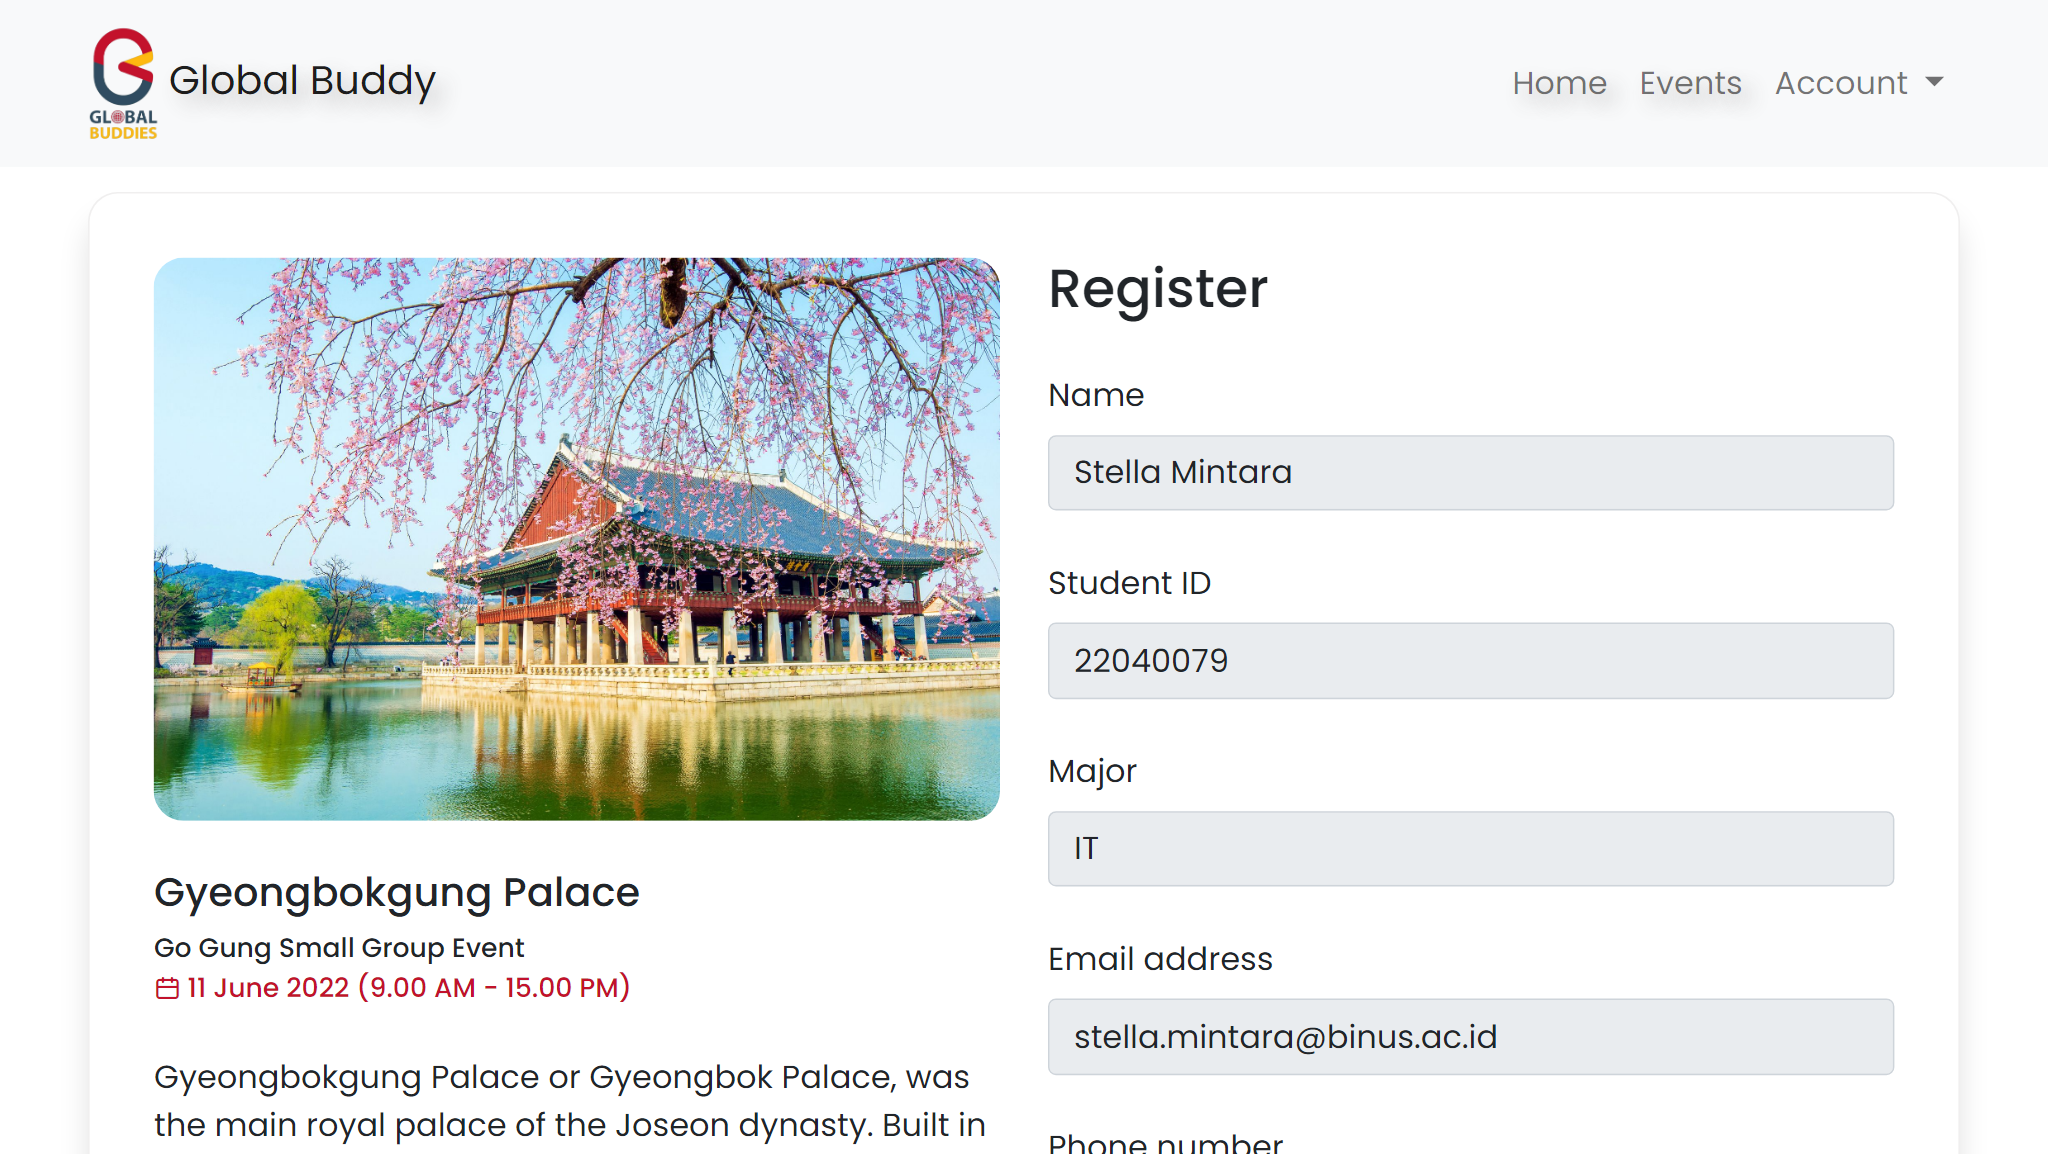 GLOBAL
BUDDIES
Global Buddy
Home
Events
Account
Gyeongbokgung Palace
Go Gung Small Group Event
11 June 2022 (9.00 AM - 15.00 PM)
Gyeongbokgung Palace or Gyeongbok Palace, was
the main royal palace of the Joseon dynasty. Built in
Register
Name
Stella Mintara
Student ID
22040079
Major
IT
Email address
stella.mintara@binus.ac.id
Phone number